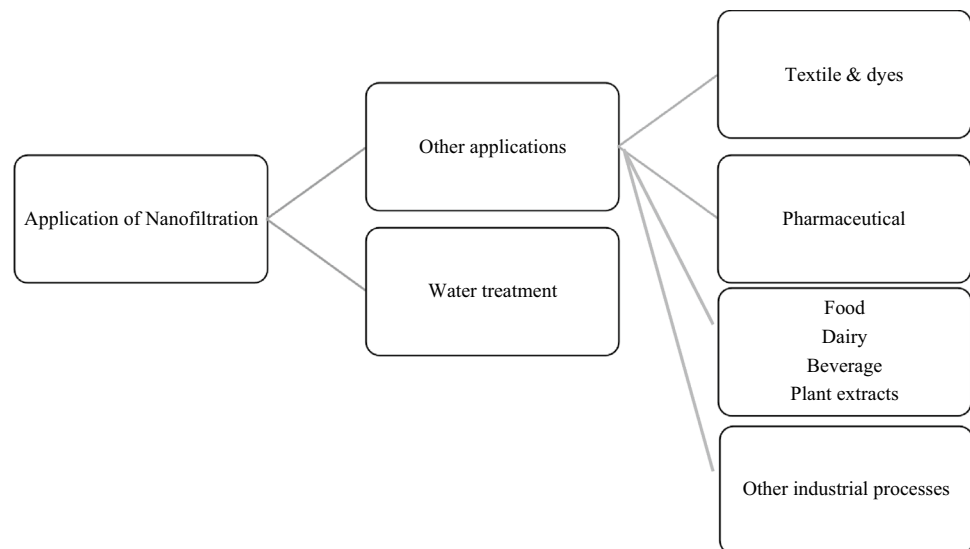 Application of Nanofiltration
Other applications
Water treatment
Textile & dyes
Pharmaceutical
Food
Dairy
Beverage
Plant extracts
Other industrial processes